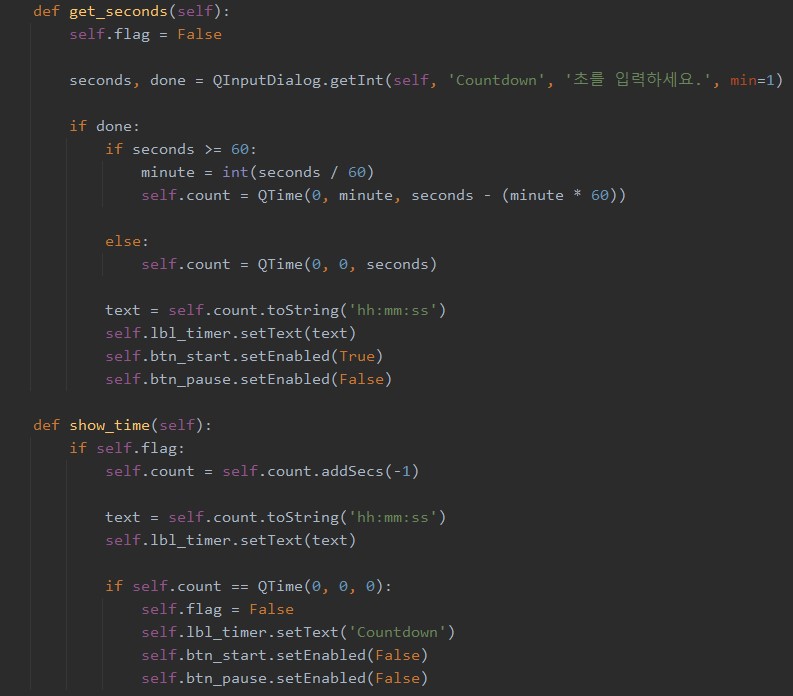 def get_seconds(self):
self.flag = False
seconds, done = QInputDialog.getInt(self, 'Countdown', '초를 입력하세요.', min=1)
if done:
if seconds >= 60:
minute = int(seconds / 60)
self.count = QTime(0, minute, seconds - (minute * 60))
else:
self.count = QTime(0, 0, seconds)
text = self.count.toString('hh:mm:ss')
self.lbl_timer.setText(text)
self.btn_start.setEnabled(True)
self.btn_pause.setEnabled(False)
def show_time(self):
if self.flag:
self.count = self.count.addSecs(-1)
text = self.count.toString('hh:mm:ss')
self.lbl_timer.setText(text)
if self.count == QTime(0, 0, 0):
self.flag = False
self.lbl_timer.setText('Countdown')
self.btn_start.setEnabled(False)
self.btn_pause.setEnabled(False)